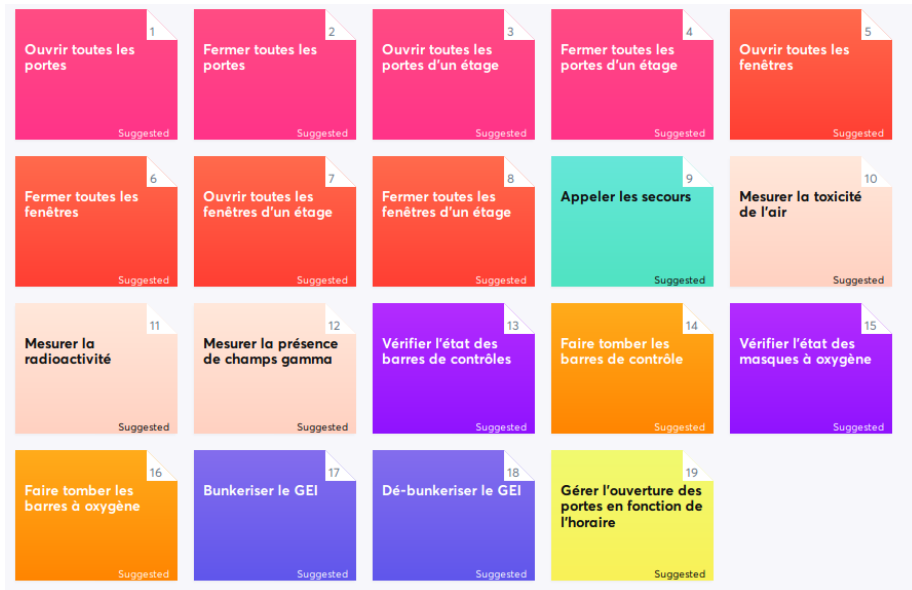 1
Ouvrir toutes les
portes
Suggested
2
Fermer toutes les
portes
Suggested
3
Ouvrir toutes les
portes d'un étage
Suggested
4
Fermer toutes les
portes d'un étage
Suggested
5
Ouvrir toutes les
fenêtres
Suggested
6
Fermer toutes les
fenêtres
Suggested
7
Ouvrir toutes les
fenêtres d'un étage
Suggested
8
Fermer toutes les
fenêtres d'un étage
Suggested
9
Appeler les secours
Suggested
10
Mesurer la toxicité
de l'air
Suggested
11
Mesurer la
radioactivité
Suggested
12
Mesurer la présence
de champs gamma
Suggested
13
Vérifier l'état des
barres de contrôles
Suggested
14
Faire tomber les
barres de contrôle
Suggested
15
Vérifier l'état des
masques à oxygène
Suggested
16
Faire tomber les
barres à oxygène
Suggested
17
Bunkeriser le GEI
Suggested
18
Dé-bunkeriser le GEI
Suggested
19
Gérer l'ouverture des
portes en fonction de
l'horaire
Suggested